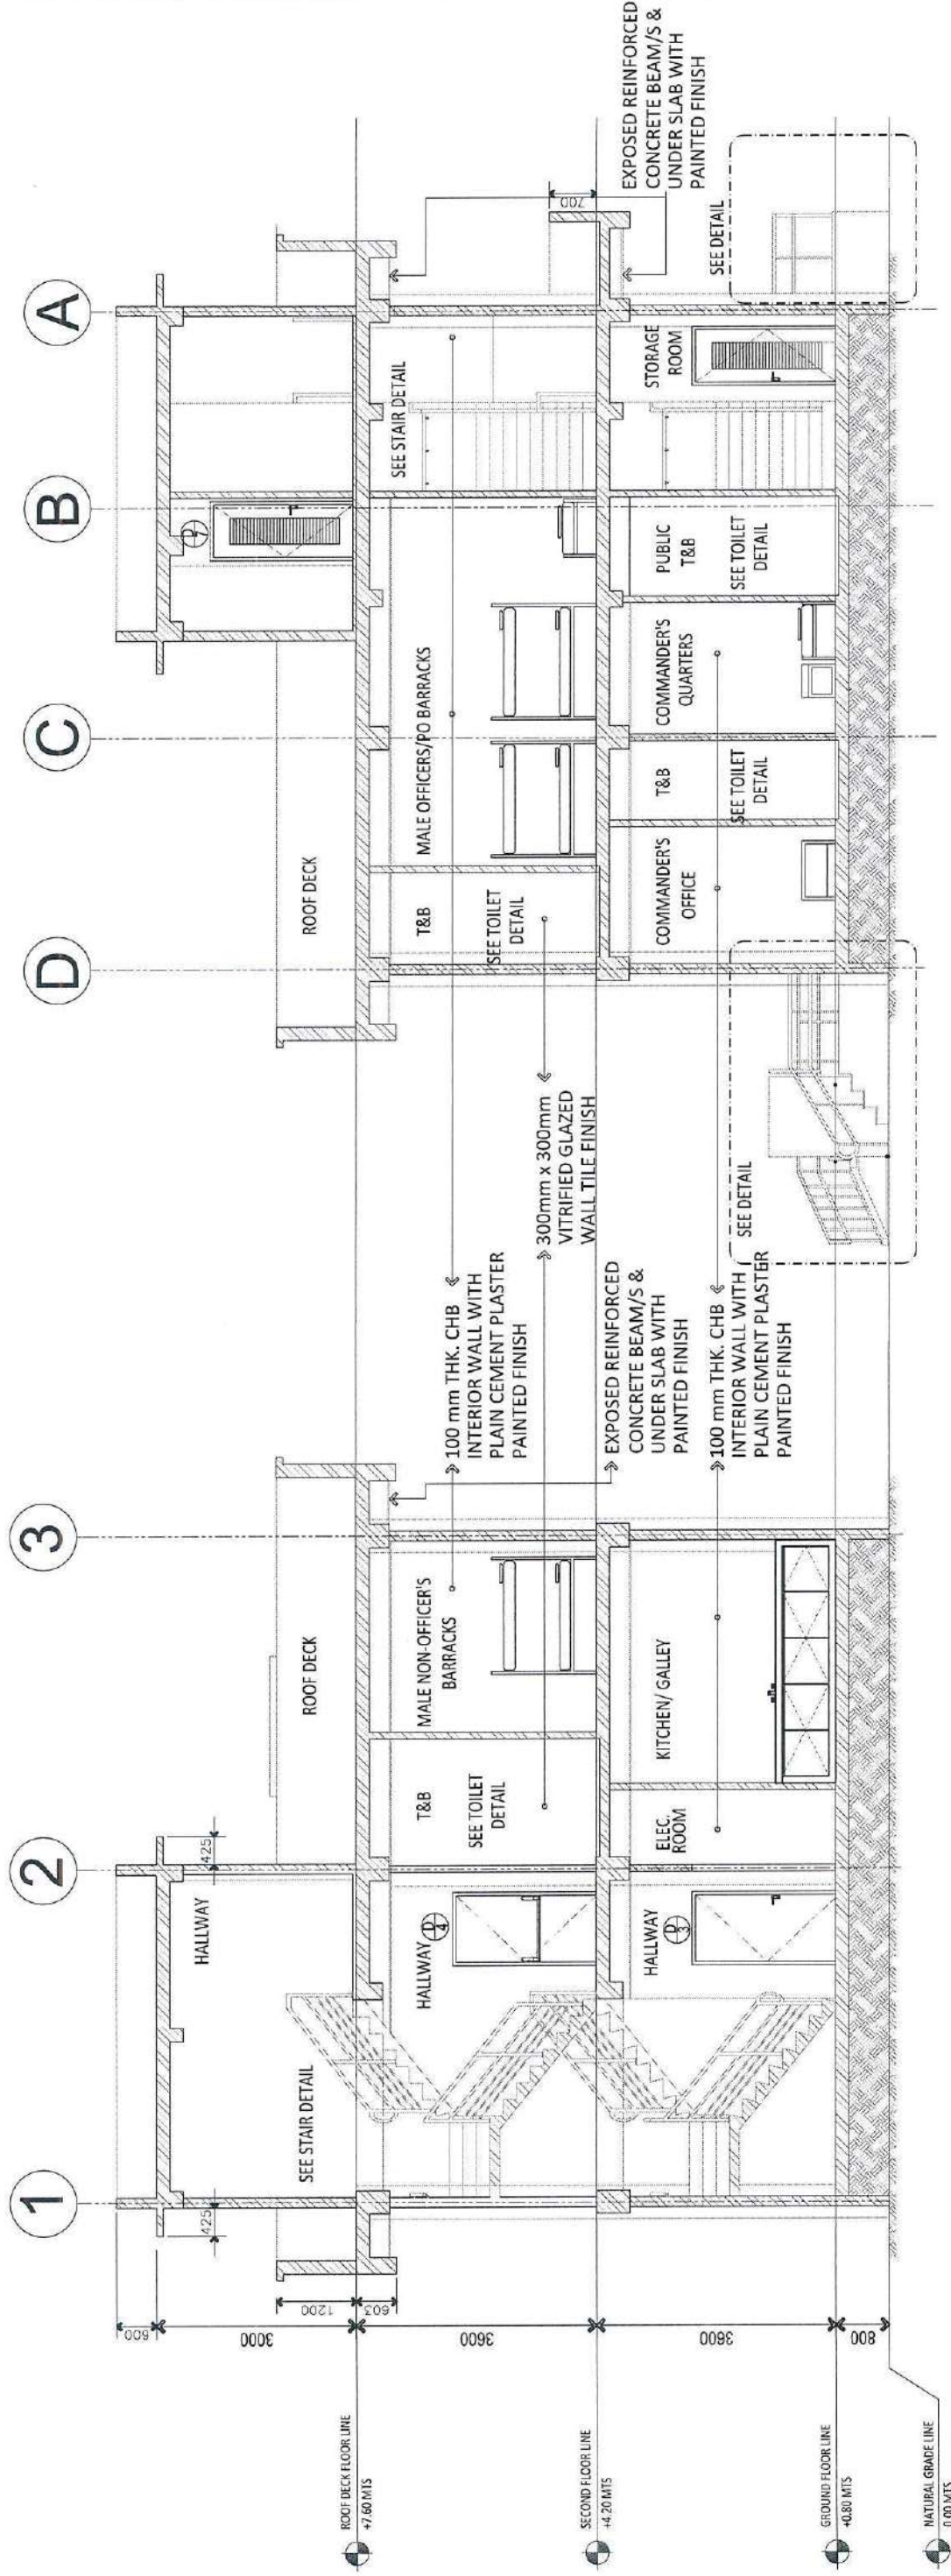 1
2
3
D
C
B
A
600
3000
1200
603
3600
3600
800
425
425
ROOF DECK FLOOR LINE
+7.60 MTS
SECOND FLOOR LINE
+4.20 MTS
GROUND FLOOR LINE
+0.80 MTS
NATURAL GRADE LINE
0.00 MTS
SEE STAIR DETAIL
HALLWAY
ROOF DECK
HALLWAY
D
4
T&B
SEE TOILET
DETAIL
MALE NON-OFFICER'S
BARRACKS
HALLWAY
D
3
ELEC.
ROOM
KITCHEN/ GALLEY
100 mm THK. CHB
INTERIOR WALL WITH
PLAIN CEMENT PLASTER
PAINTED FINISH
300mm x 300mm
VITRIFIED GLAZED
WALL TILE FINISH
EXPOSED REINFORCED
CONCRETE BEAM/S &
UNDER SLAB WITH
PAINTED FINISH
100 mm THK. CHB
INTERIOR WALL WITH
PLAIN CEMENT PLASTER
PAINTED FINISH
SEE DETAIL
ROOF DECK
D
7
T&B
SEE TOILET
DETAIL
MALE OFFICERS/PO BARRACKS
SEE STAIR DETAIL
COMMANDER'S
OFFICE
T&B
SEE TOILET
DETAIL
COMMANDER'S
QUARTERS
PUBLIC
T&B
SEE TOILET
DETAIL
STORAGE
ROOM
700
SEE DETAIL
EXPOSED REINFORCED
CONCRETE BEAM/S &
UNDER SLAB WITH
PAINTED FINISH